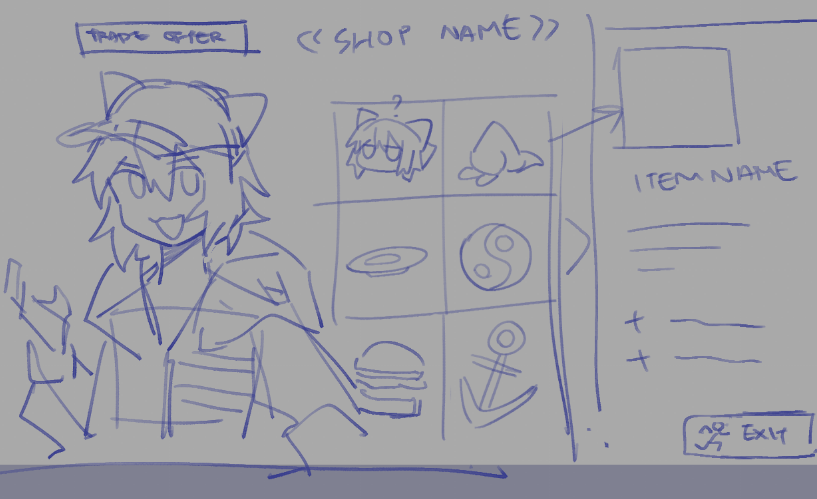 TRADE OFFER
<< SHOP NAME >>
?
ITEM NAME
+
+
EXIT